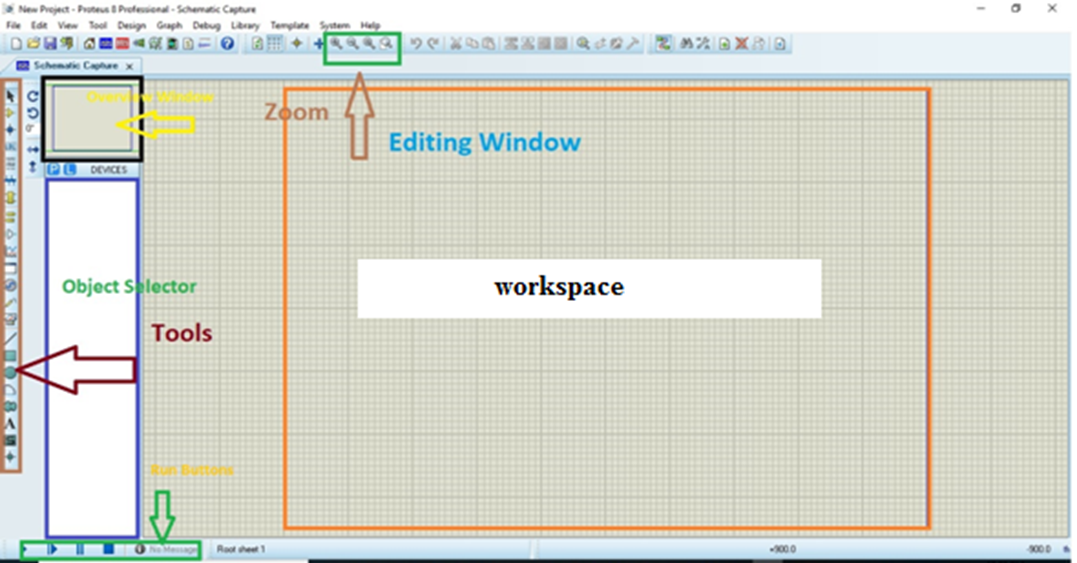 New Project - Proteus 8 Professional - Schematic Capture
File Edit View Tool Design Graph Debug Library Template System Help
Schematic Capture
Overview Window
Zoom
Editing Window
P L DEVICES
workspace
Object Selector
Tools
A
Run Buttons
No Messages
Root sheet 1
+900.0
-900.0